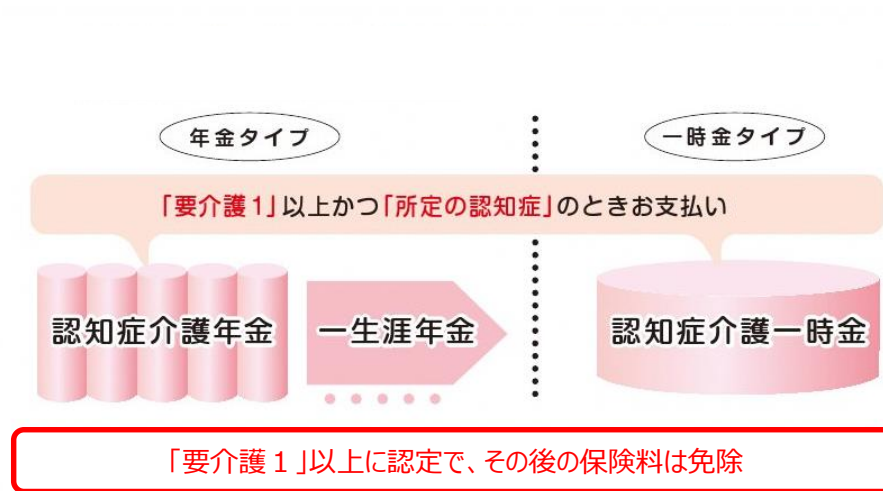 年金タイプ
一時金タイプ
「要介護1」以上かつ「所定の認知症」のときお支払い
認知症介護年金
一生涯年金
認知症介護一時金
「要介護１」以上に認定で、その後の保険料は免除